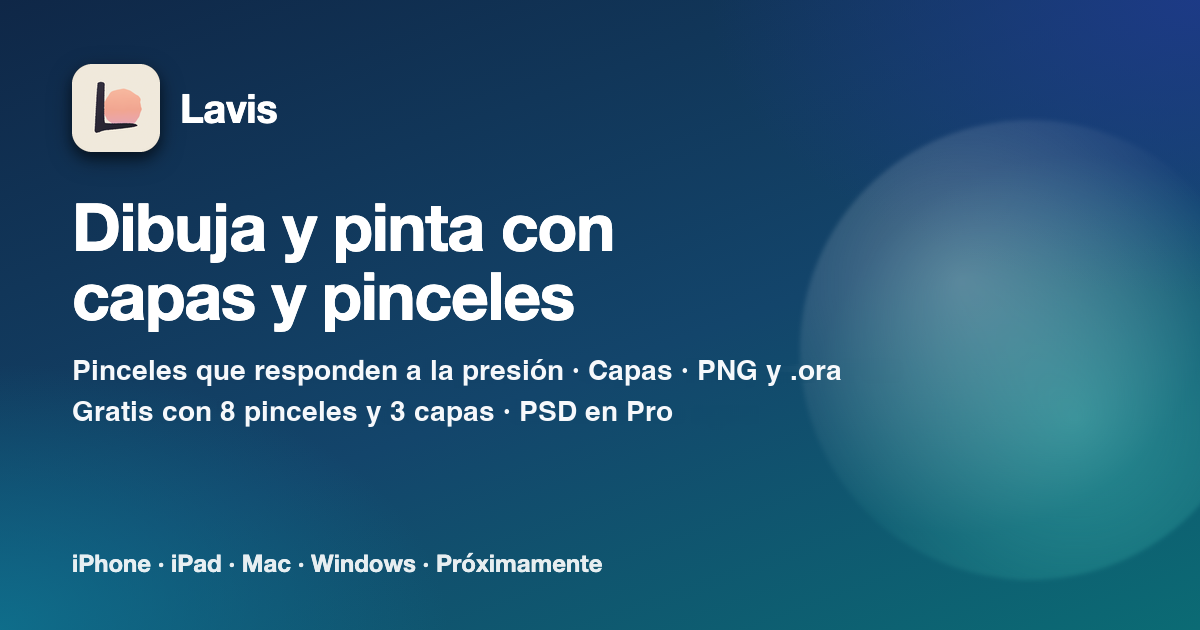 Lavis
Dibuja y pinta con
capas y pinceles
Pinceles que responden a la presión · Capas · PNG y .ora
Gratis con 8 pinceles y 3 capas · PSD en Pro
iPhone · iPad · Mac · Windows · Próximamente